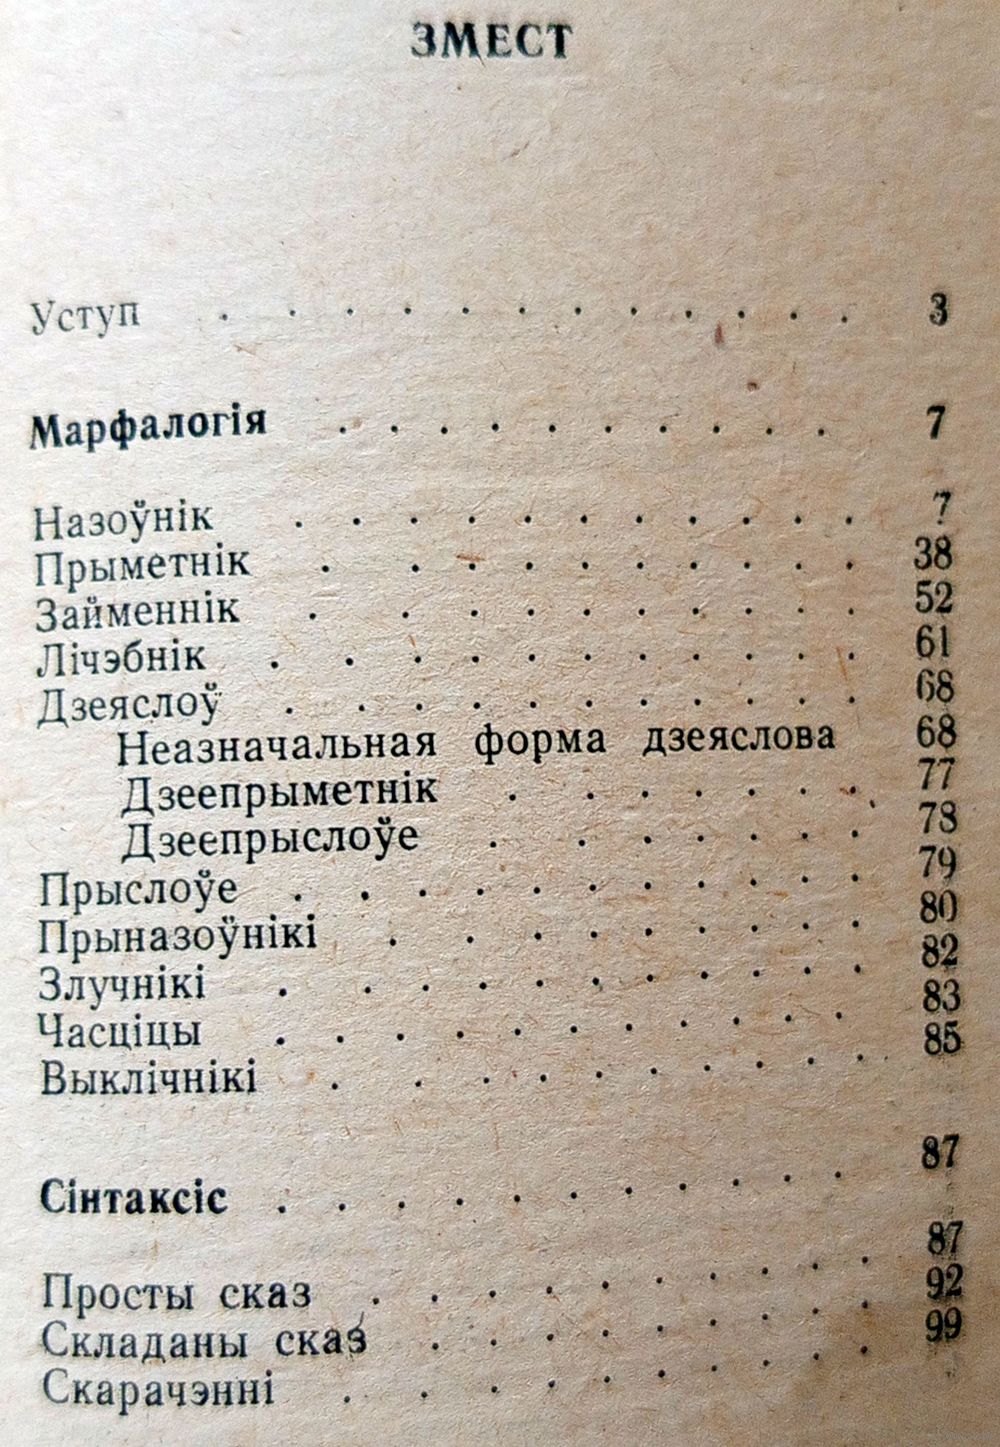 ЗМЕСТ
Уступ . . . . . . . . . . . . 3
Марфалогія . . . . . . . . . . 7
Назоўнік . . . . . . . . . . . 7
Прыметнік . . . . . . . . . . 38
Займеннік . . . . . . . . . . 52
Лічэбнік . . . . . . . . . . . 61
Дзеяслоў . . . . . . . . . . . 68
Неазначальная форма дзеяслова 68
Дзеепрыметнік . . . . . . . 77
Дзеепрыслоўе . . . . . . . 78
Прыслоўе . . . . . . . . . . . 79
Прыназоўнікі . . . . . . . . . 80
Злучнікі . . . . . . . . . . . 82
Часціцы . . . . . . . . . . . 83
Выклічнікі . . . . . . . . . . 85
Сінтаксіс . . . . . . . . . . . 87
Просты сказ . . . . . . . . . . 87
Складаны сказ . . . . . . . . . 92
Скарачэнні . . . . . . . . . . 99